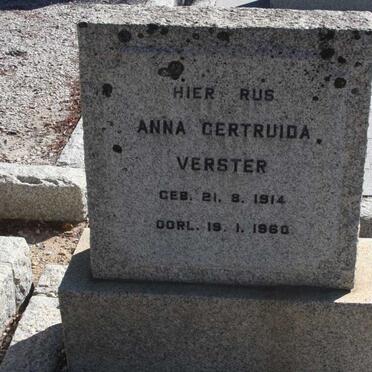 HIER RUS
ANNA GERTRUIDA
VERSTER
GEB. 21. 8. 1914
OORL. 19. 1. 1960